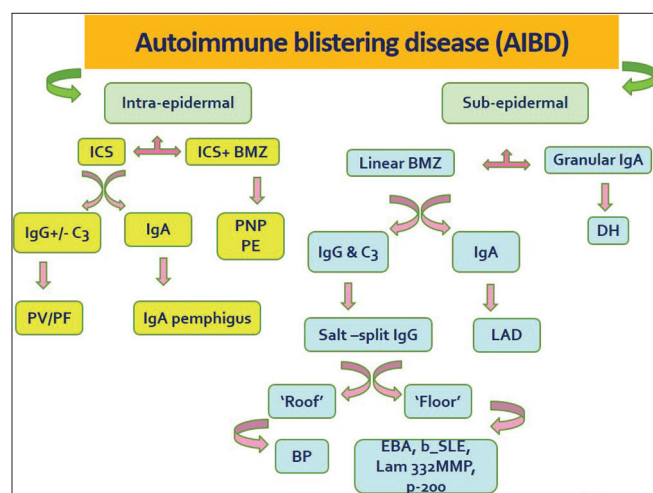 Autoimmune blistering disease (AIBD)
Intra-epidermal
Sub-epidermal
ICS
ICS+ BMZ
Linear BMZ
Granular IgA
IgG+/- C3
IgA
PNP
PE
IgG & C3
IgA
DH
PV/PF
IgA pemphigus
Salt –split IgG
LAD
‘Roof’
‘Floor’
BP
EBA, b_SLE,
Lam 332MMP,
p-200